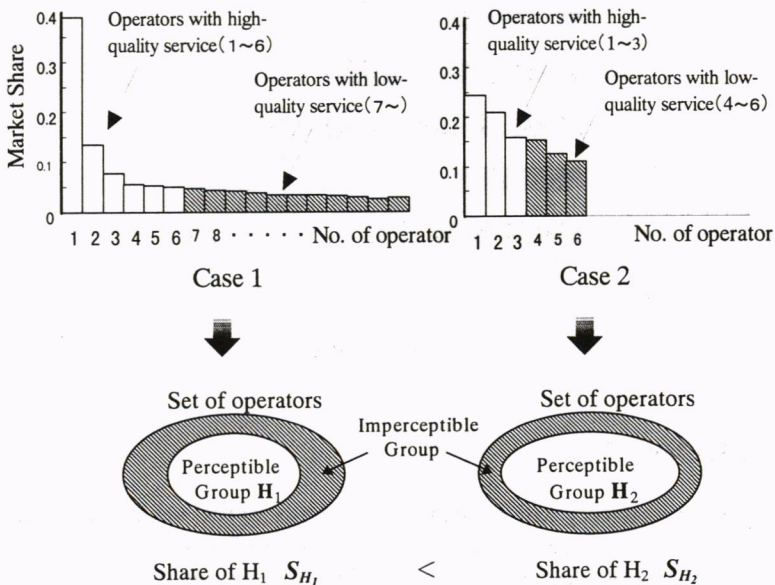 Market Share
0.4
0.3
0.2
0.1
0
Operators with high-
quality service(1~6)
Operators with low-
quality service(7~)
1 2 3 4 5 6 7 8 · · · · · No. of operator
Case 1
0.4
0.3
0.2
0.1
0
Operators with high-
quality service(1~3)
Operators with low-
quality service(4~6)
1 2 3 4 5 6 No. of operator
Case 2
Set of operators
Perceptible
Group H₁
Imperceptible
Group
Set of operators
Perceptible
Group H₂
Share of H₁ S_H₁ < Share of H₂ S_H₂